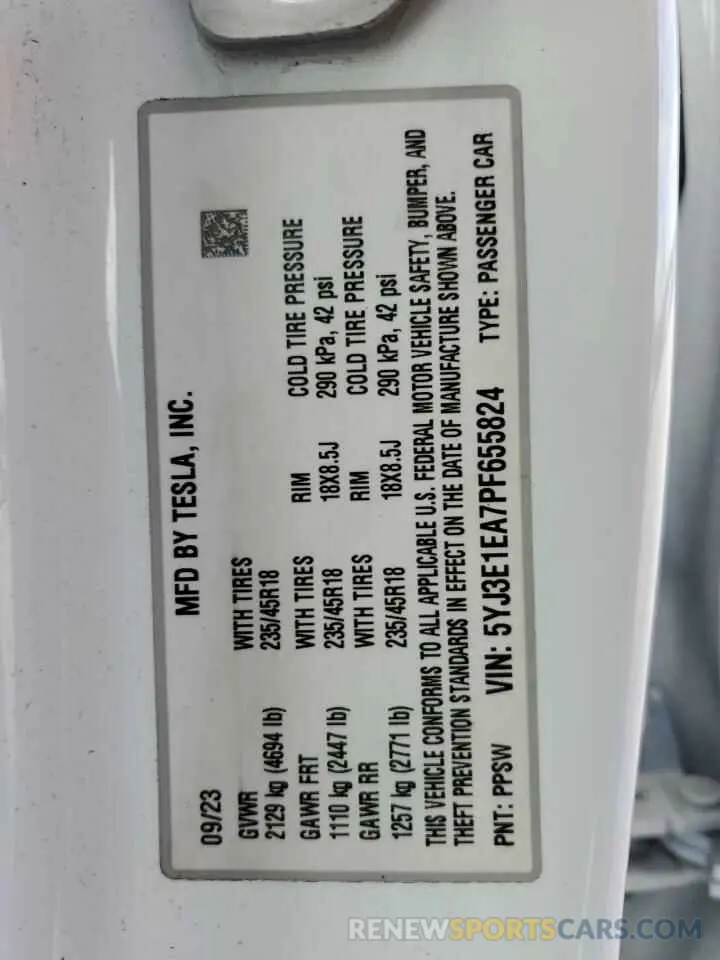 09/23 MFD BY TESLA, INC.
GVWR WITH TIRES
2129 kg (4694 lb) 235/45R18
GAWR FRT WITH TIRES RIM COLD TIRE PRESSURE
1110 kg (2447 lb) 235/45R18 18X8.5J 290 kPa, 42 psi
GAWR RR WITH TIRES RIM COLD TIRE PRESSURE
1257 kg (2771 lb) 235/45R18 18X8.5J 290 kPa, 42 psi
THIS VEHICLE CONFORMS TO ALL APPLICABLE U.S. FEDERAL MOTOR VEHICLE SAFETY, BUMPER, AND
THEFT PREVENTION STANDARDS IN EFFECT ON THE DATE OF MANUFACTURE SHOWN ABOVE.
PNT: PPSW VIN: 5YJ3E1EA7PF655824 TYPE: PASSENGER CAR
RENEWSPORTSCARS.COM